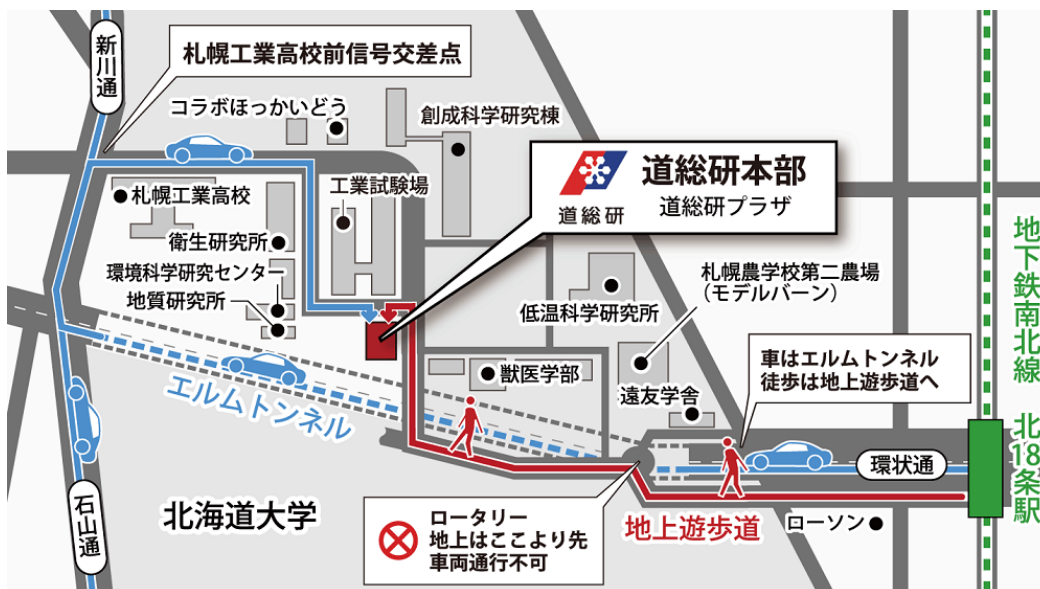 新川通
札幌工業高校前信号交差点
コラボほっかいどう
創成科学研究棟
道総研
道総研本部
道総研プラザ
札幌工業高校
工業試験場
衛生研究所
環境科学研究センター
地質研究所
低温科学研究所
札幌農学校第二農場
(モデルバーン)
地下鉄南北線 北18条駅
獣医学部
遠友学舎
車はエルムトンネル
徒歩は地上遊歩道へ
エルムトンネル
環状通
石山通
北海道大学
ロータリー
地上はここより先
車両通行不可
地上遊歩道
ローソン